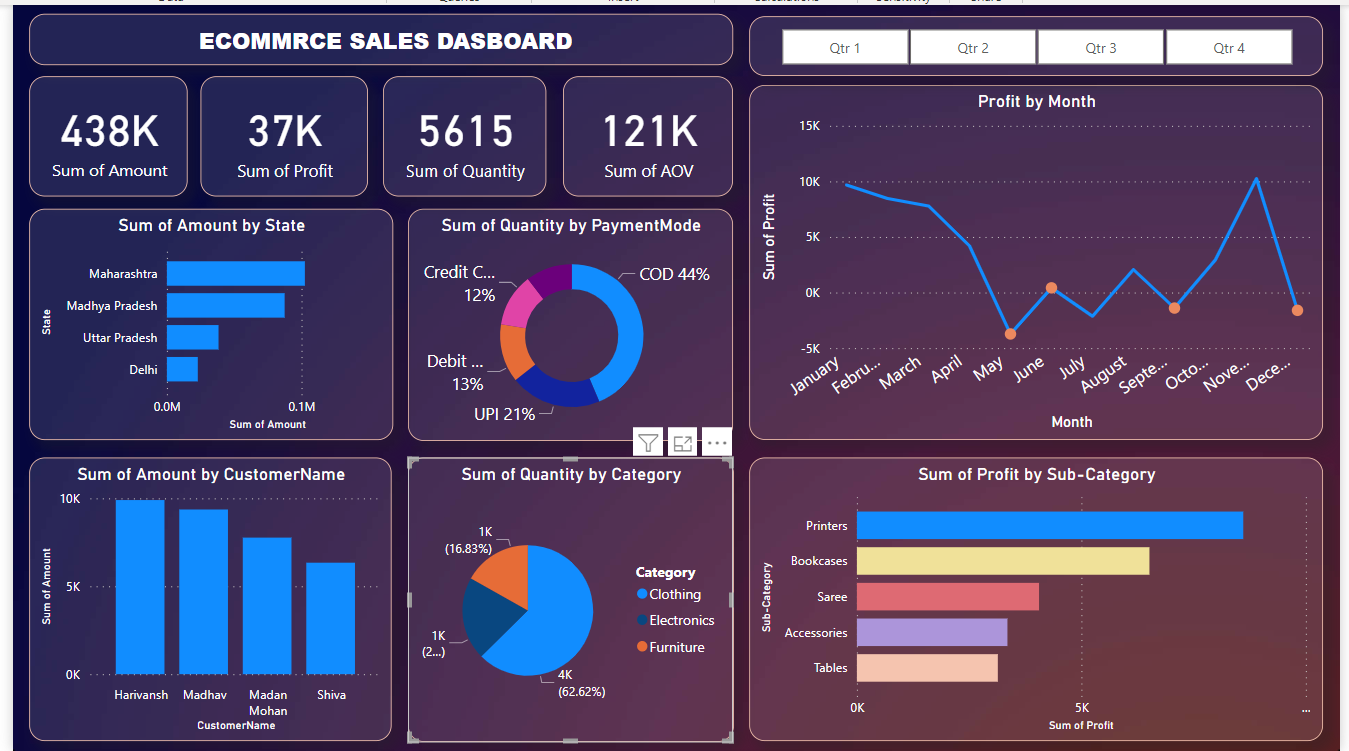 ECOMMRCE SALES DASBOARD
Qtr 1
Qtr 2
Qtr 3
Qtr 4
438K
Sum of Amount
37K
Sum of Profit
5615
Sum of Quantity
121K
Sum of AOV
Profit by Month
15K
10K
5K
0K
-5K
Sum of Profit
January
Febru...
March
April
May
June
July
August
Septe...
Octo...
Nove...
Dece...
Month
Sum of Amount by State
State
Maharashtra
Madhya Pradesh
Uttar Pradesh
Delhi
0.0M
0.1M
Sum of Amount
Sum of Quantity by PaymentMode
Credit C...
12%
COD 44%
Debit ...
13%
UPI 21%
Sum of Amount by CustomerName
10K
5K
0K
Sum of Amount
Harivansh
Madhav
Madan
Mohan
Shiva
CustomerName
Sum of Quantity by Category
1K
(16.83%)
1K
(2...)
4K
(62.62%)
Category
Clothing
Electronics
Furniture
Sum of Profit by Sub-Category
Sub-Category
Printers
Bookcases
Saree
Accessories
Tables
0K
5K
...
Sum of Profit